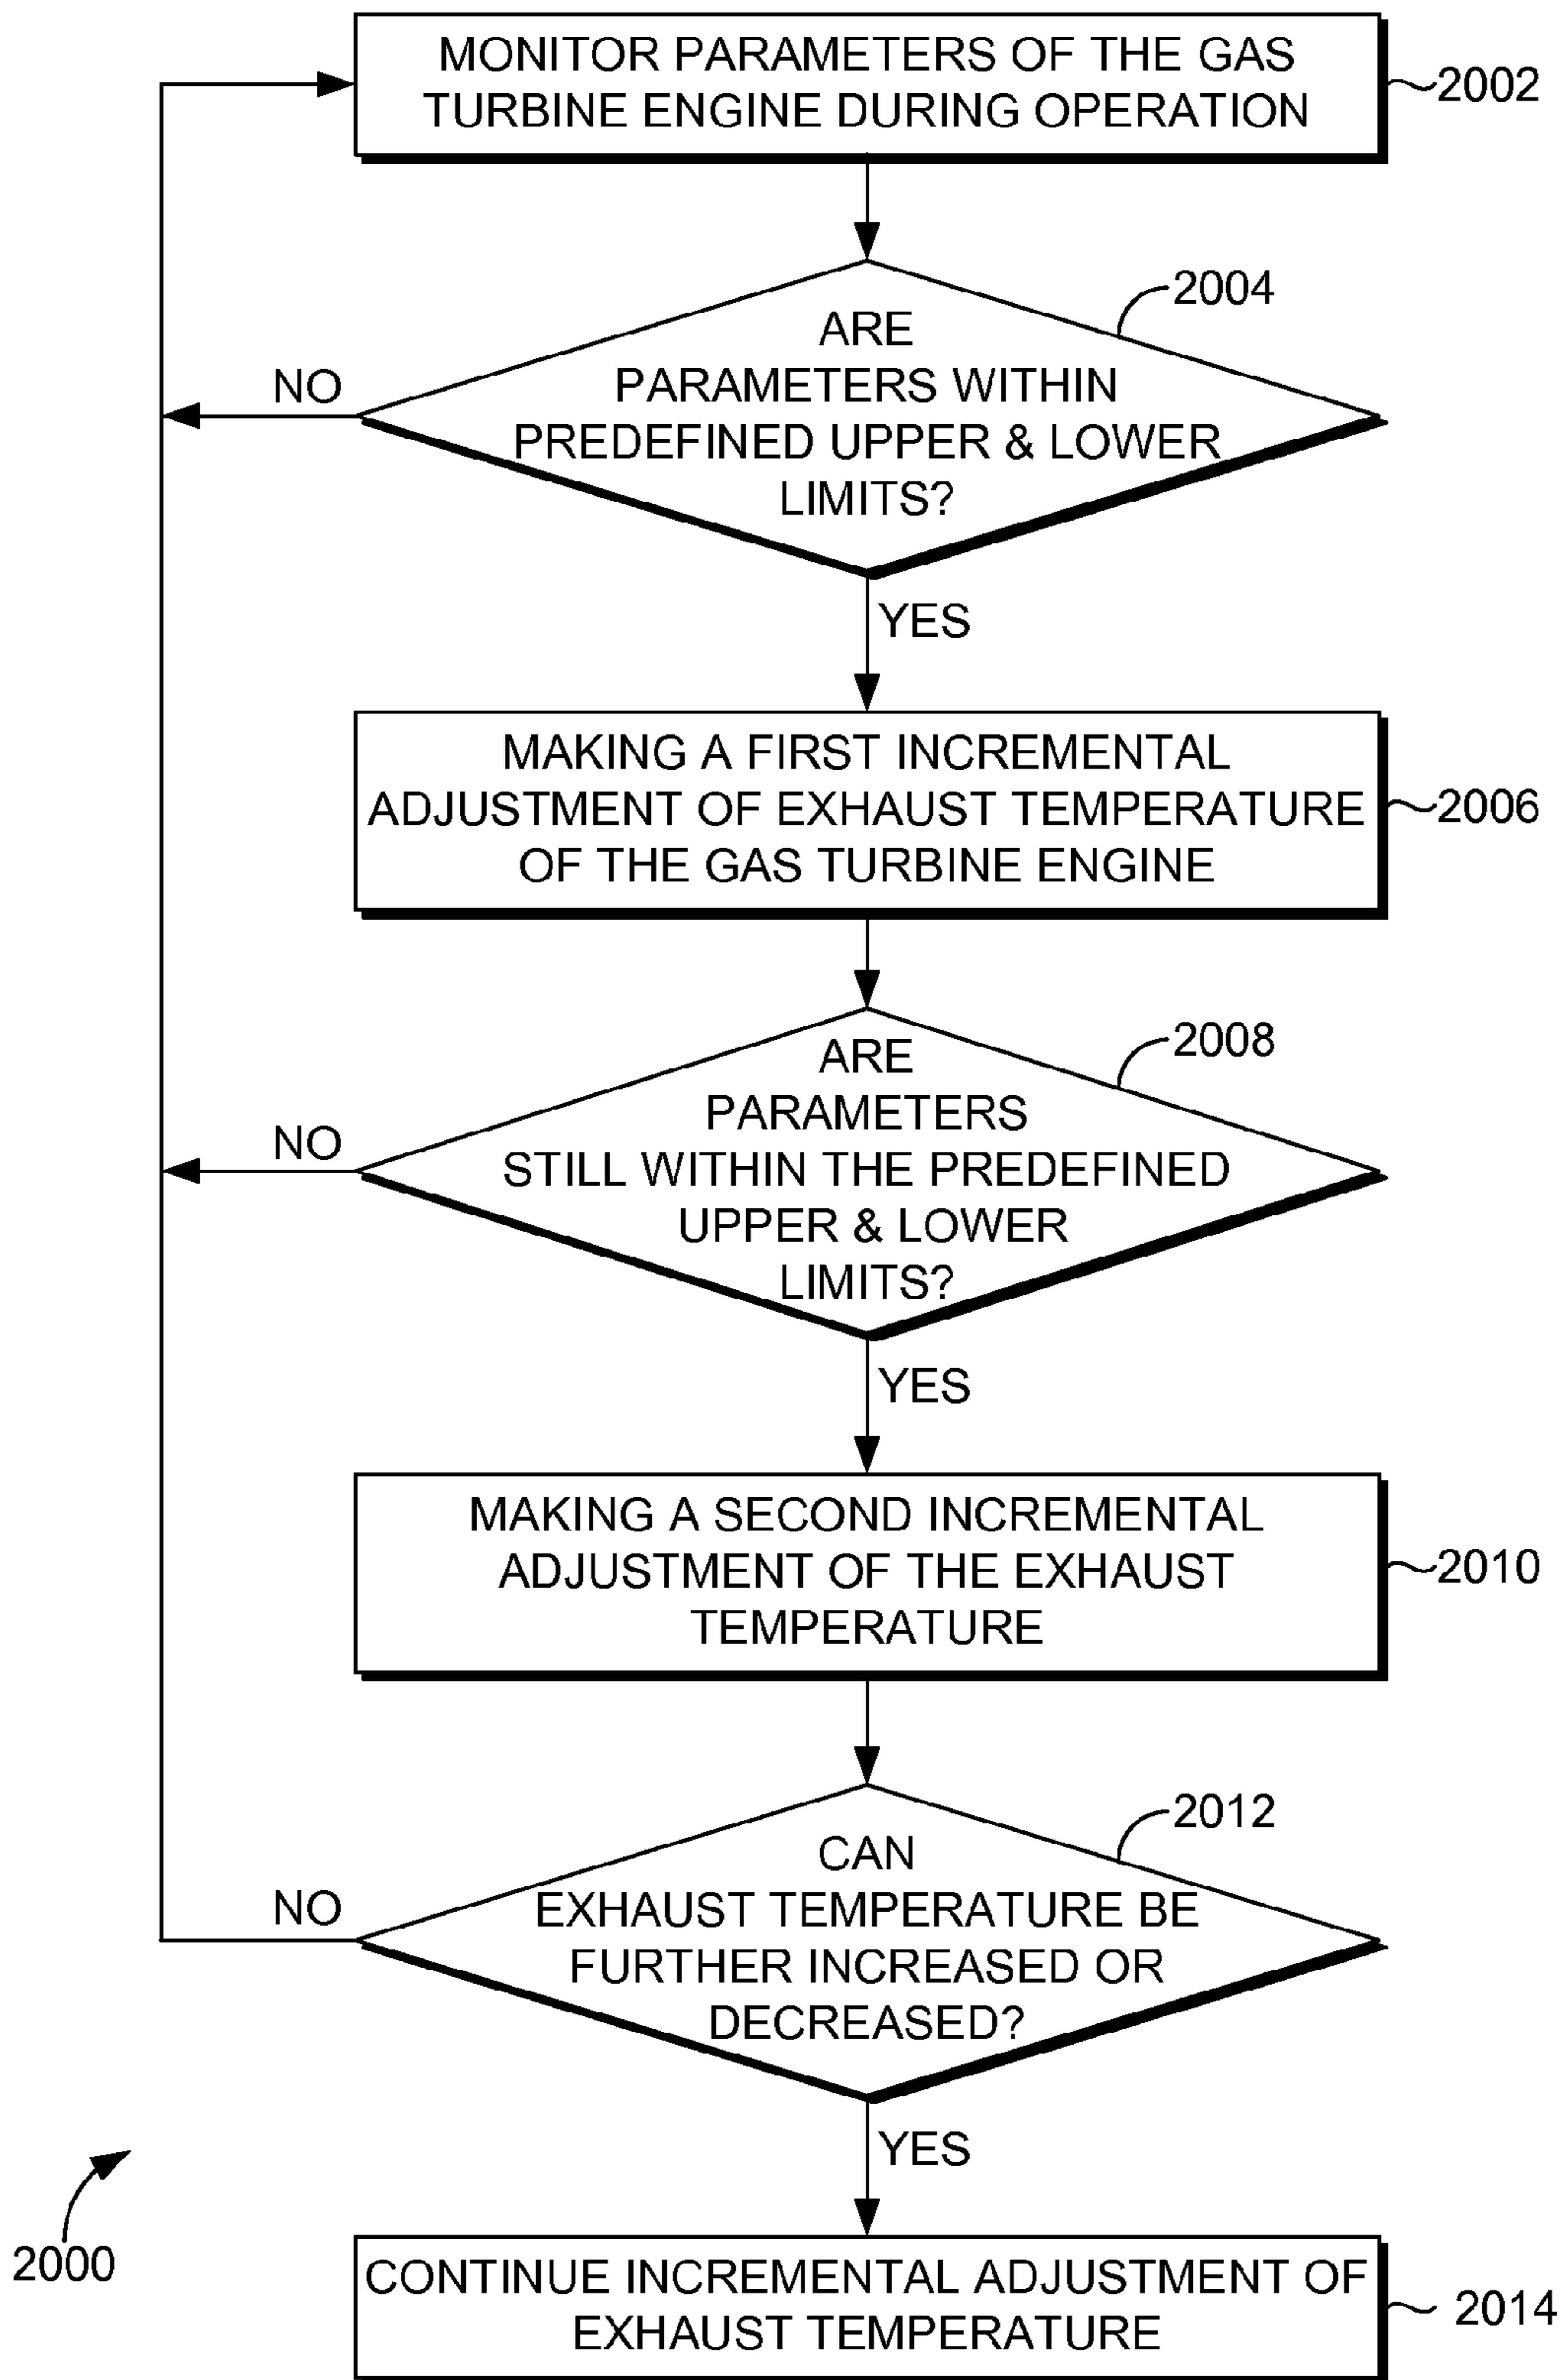 MONITOR PARAMETERS OF THE GAS
TURBINE ENGINE DURING OPERATION
2002
2004
ARE
PARAMETERS WITHIN
PREDEFINED UPPER & LOWER
LIMITS?
NO
YES
MAKING A FIRST INCREMENTAL
ADJUSTMENT OF EXHAUST TEMPERATURE
OF THE GAS TURBINE ENGINE
2006
2008
ARE
PARAMETERS
STILL WITHIN THE PREDEFINED
UPPER & LOWER
LIMITS?
NO
YES
MAKING A SECOND INCREMENTAL
ADJUSTMENT OF THE EXHAUST
TEMPERATURE
2010
2012
CAN
EXHAUST TEMPERATURE BE
FURTHER INCREASED OR
DECREASED?
NO
YES
2000
CONTINUE INCREMENTAL ADJUSTMENT OF
EXHAUST TEMPERATURE
2014